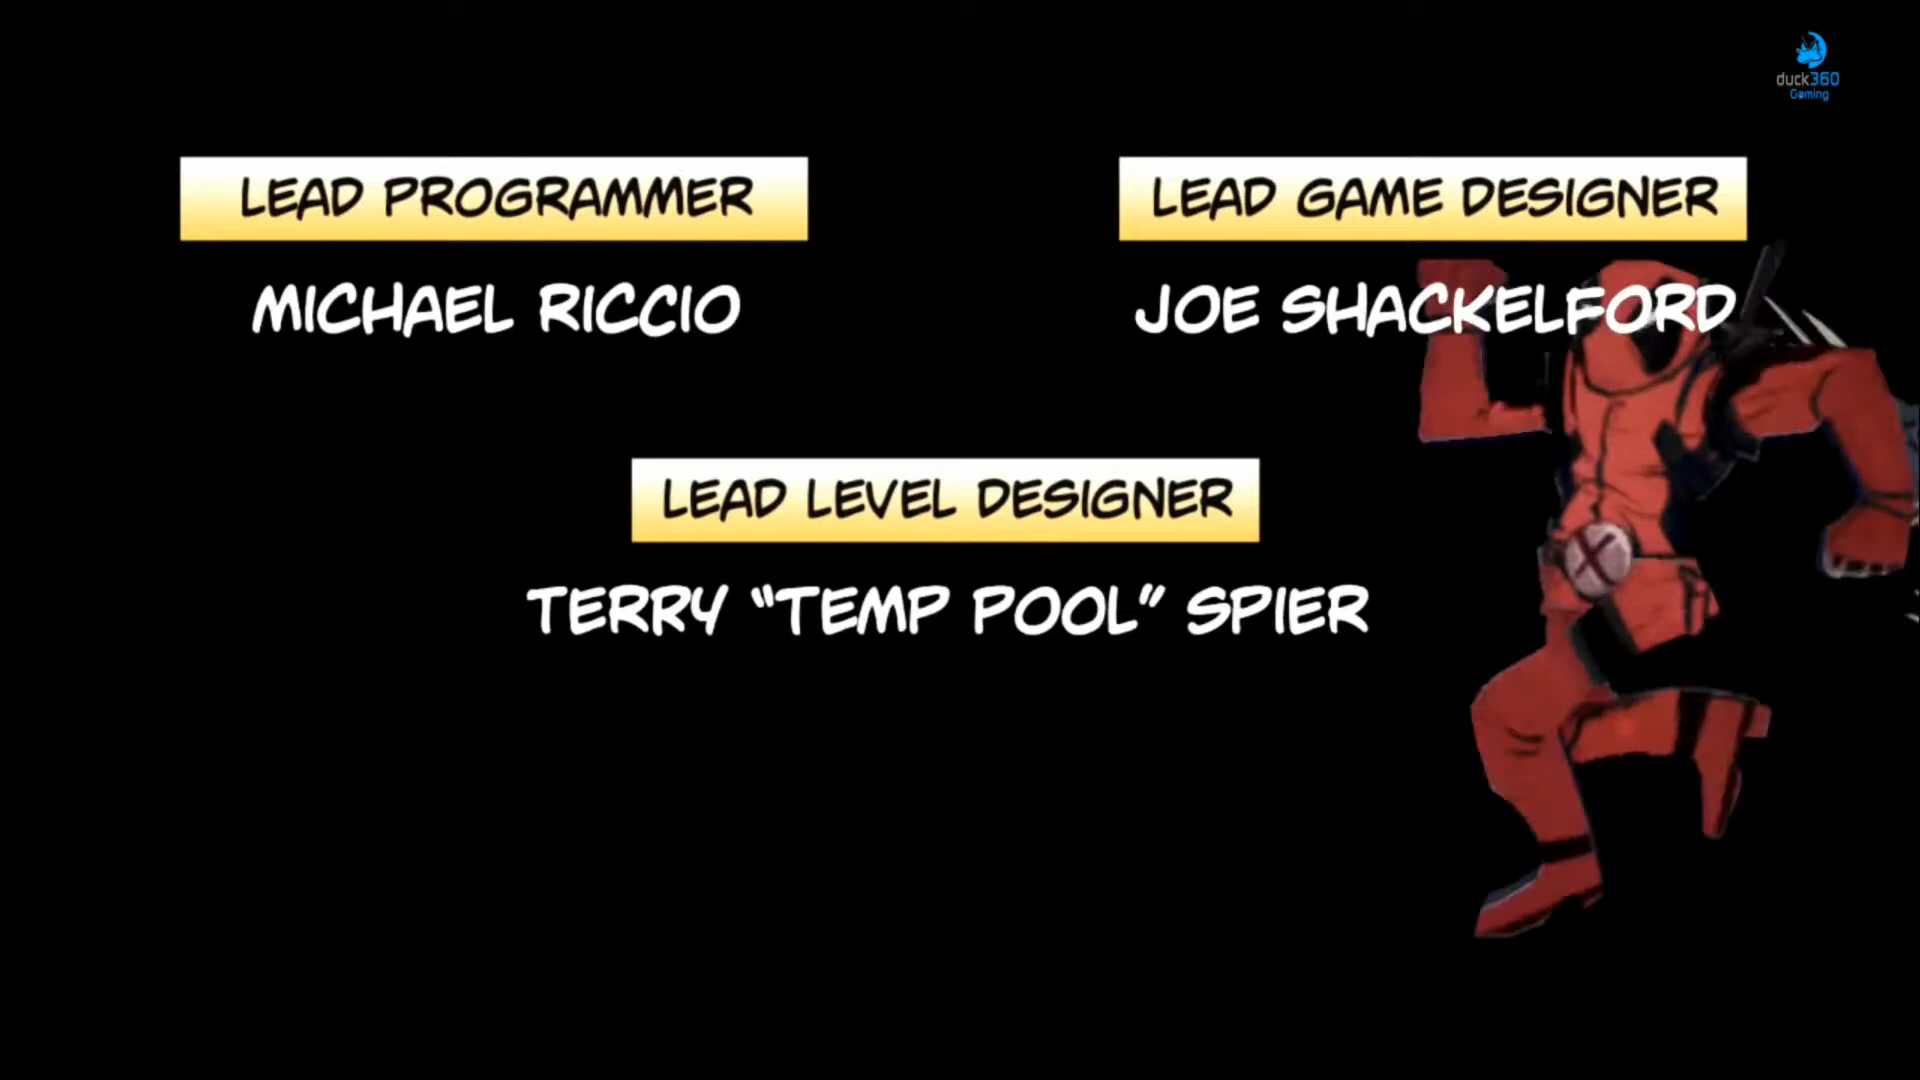 duck360
Gaming
LEAD PROGRAMMER
LEAD GAME DESIGNER
MICHAEL RICCIO
JOE SHACKELFORD
LEAD LEVEL DESIGNER
TERRY “TEMP POOL” SPIER